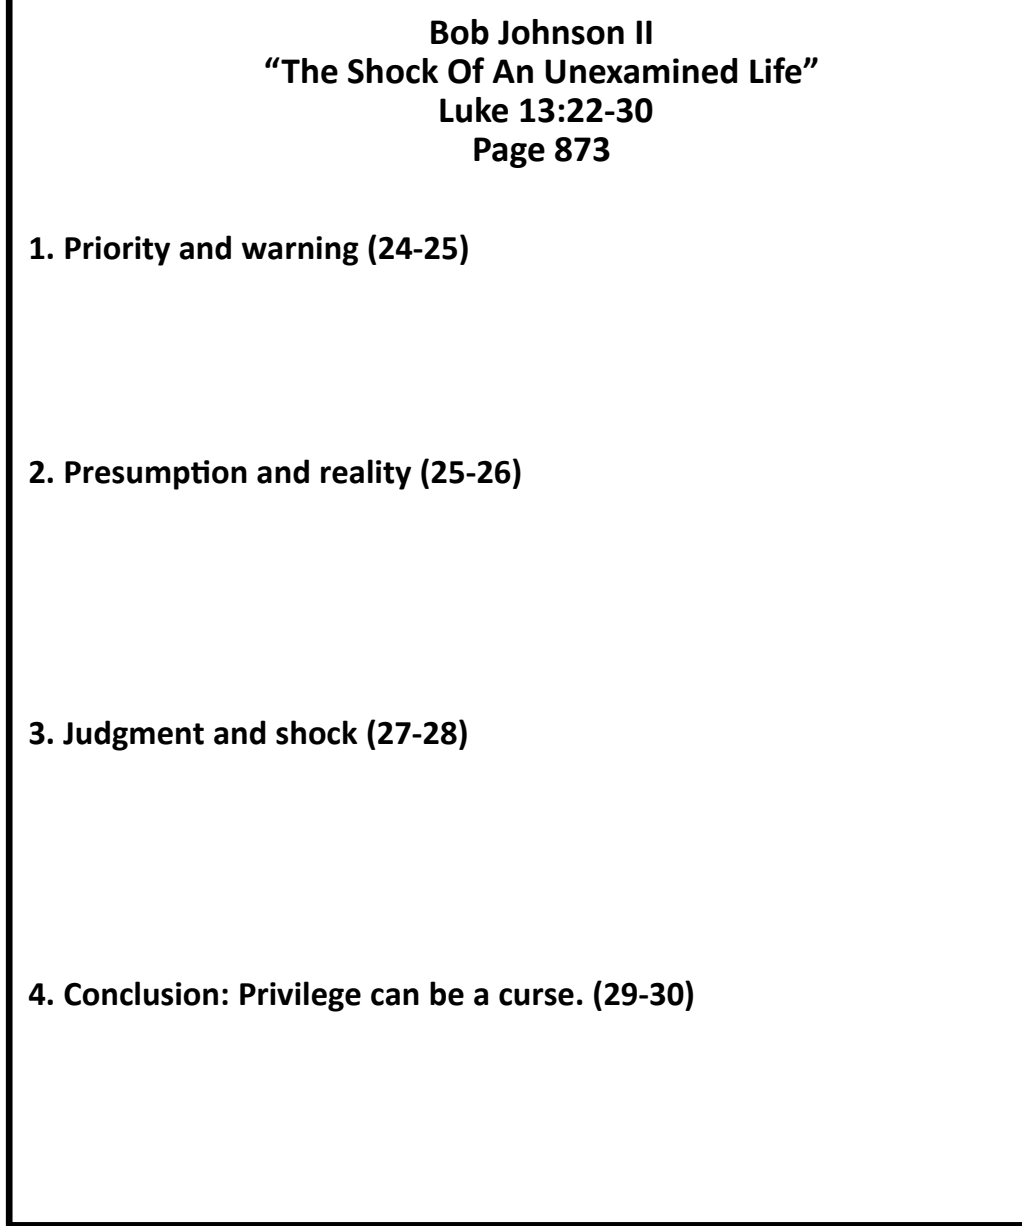 Bob Johnson II
“The Shock Of An Unexamined Life”
Luke 13:22-30
Page 873
1. Priority and warning (24-25)
2. Presumption and reality (25-26)
3. Judgment and shock (27-28)
4. Conclusion: Privilege can be a curse. (29-30)